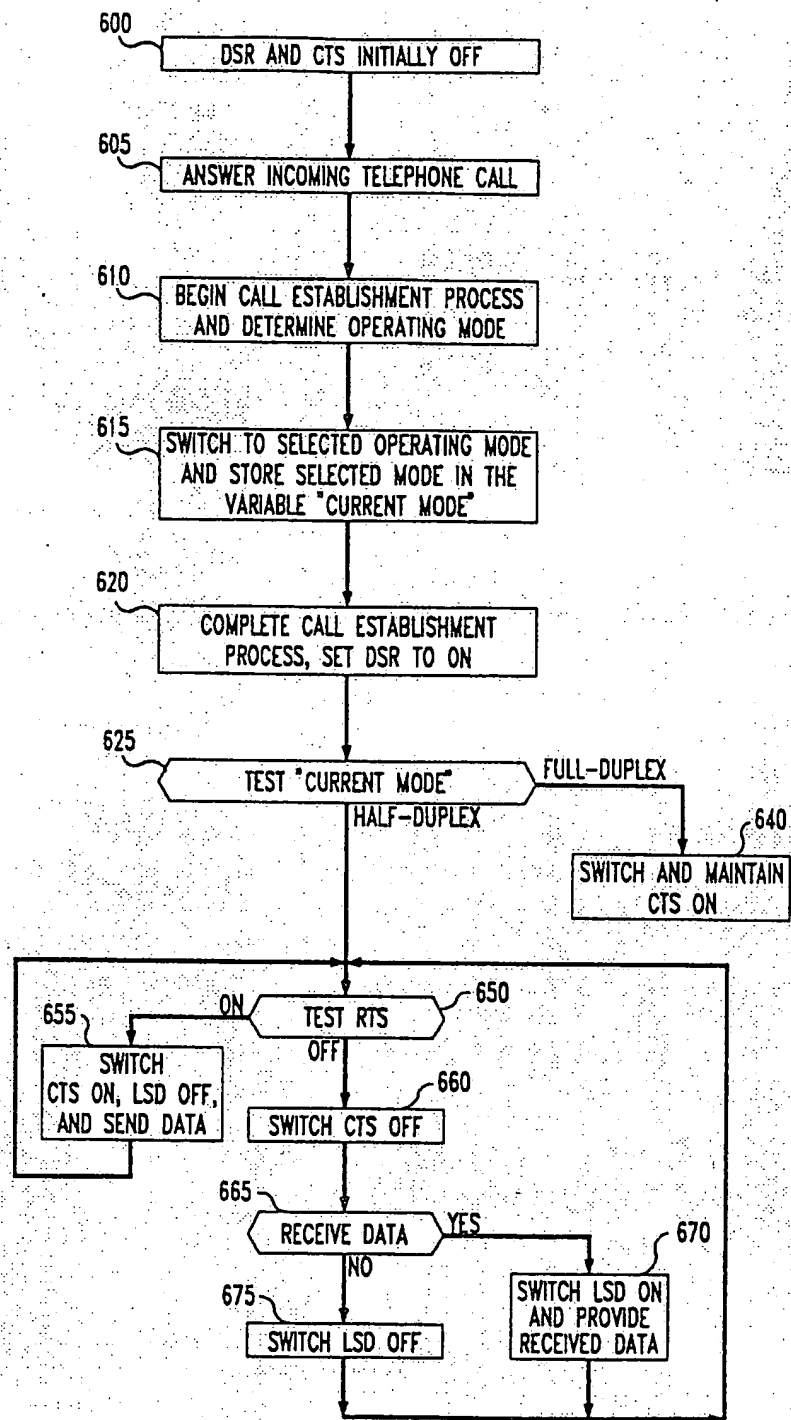 600
DSR AND CTS INITIALLY OFF
605
ANSWER INCOMING TELEPHONE CALL
610
BEGIN CALL ESTABLISHMENT PROCESS
AND DETERMINE OPERATING MODE
615
SWITCH TO SELECTED OPERATING MODE
AND STORE SELECTED MODE IN THE
VARIABLE "CURRENT MODE"
620
COMPLETE CALL ESTABLISHMENT
PROCESS, SET DSR TO ON
625
TEST "CURRENT MODE"
FULL-DUPLEX
HALF-DUPLEX
640
SWITCH AND MAINTAIN
CTS ON
650
TEST RTS
ON
OFF
655
SWITCH
CTS ON, LSD OFF,
AND SEND DATA
660
SWITCH CTS OFF
665
RECEIVE DATA
YES
NO
670
SWITCH LSD ON
AND PROVIDE
RECEIVED DATA
675
SWITCH LSD OFF